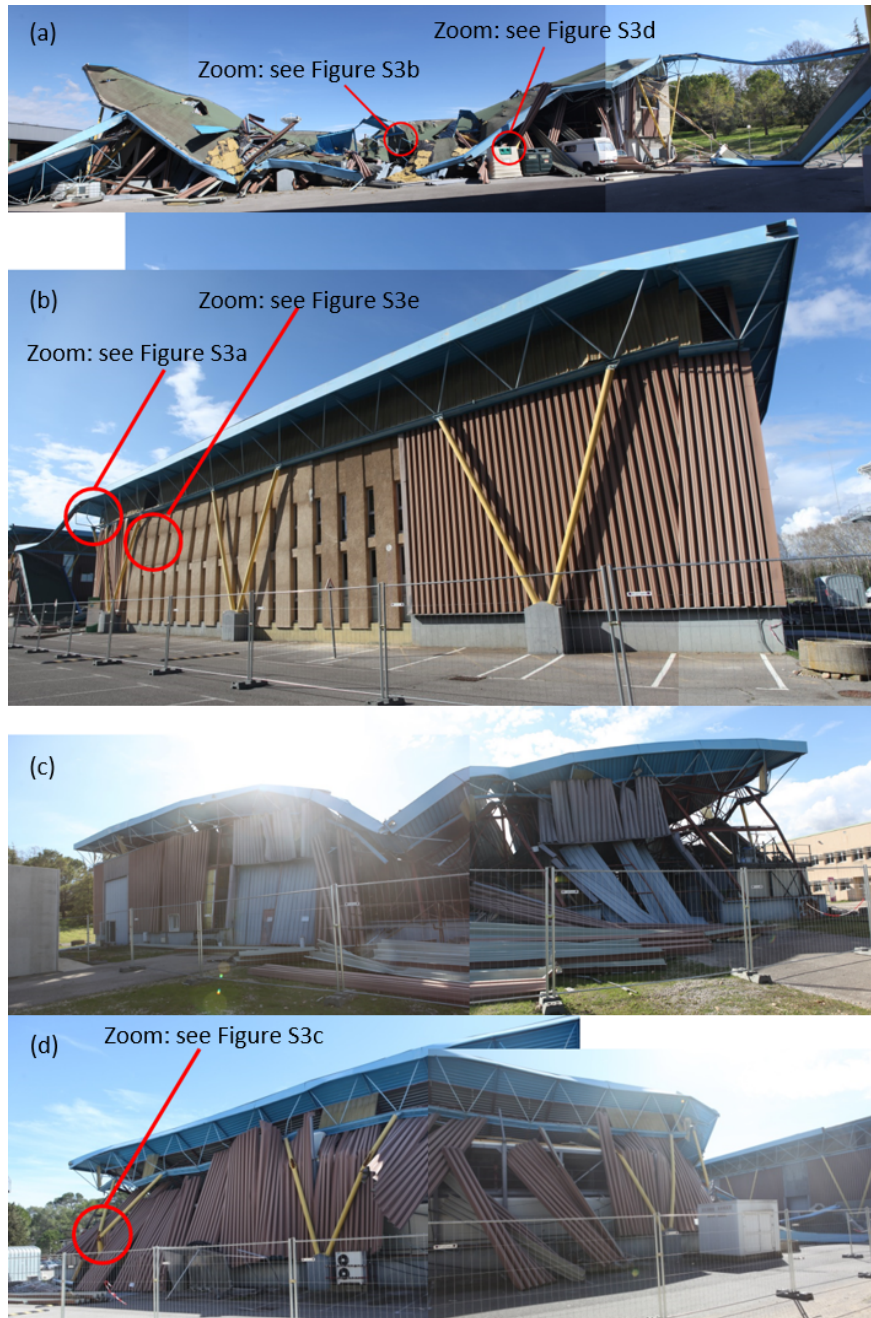 (a)
Zoom: see Figure S3d
Zoom: see Figure S3b
(b)
Zoom: see Figure S3e
Zoom: see Figure S3a
(c)
(d)
Zoom: see Figure S3c